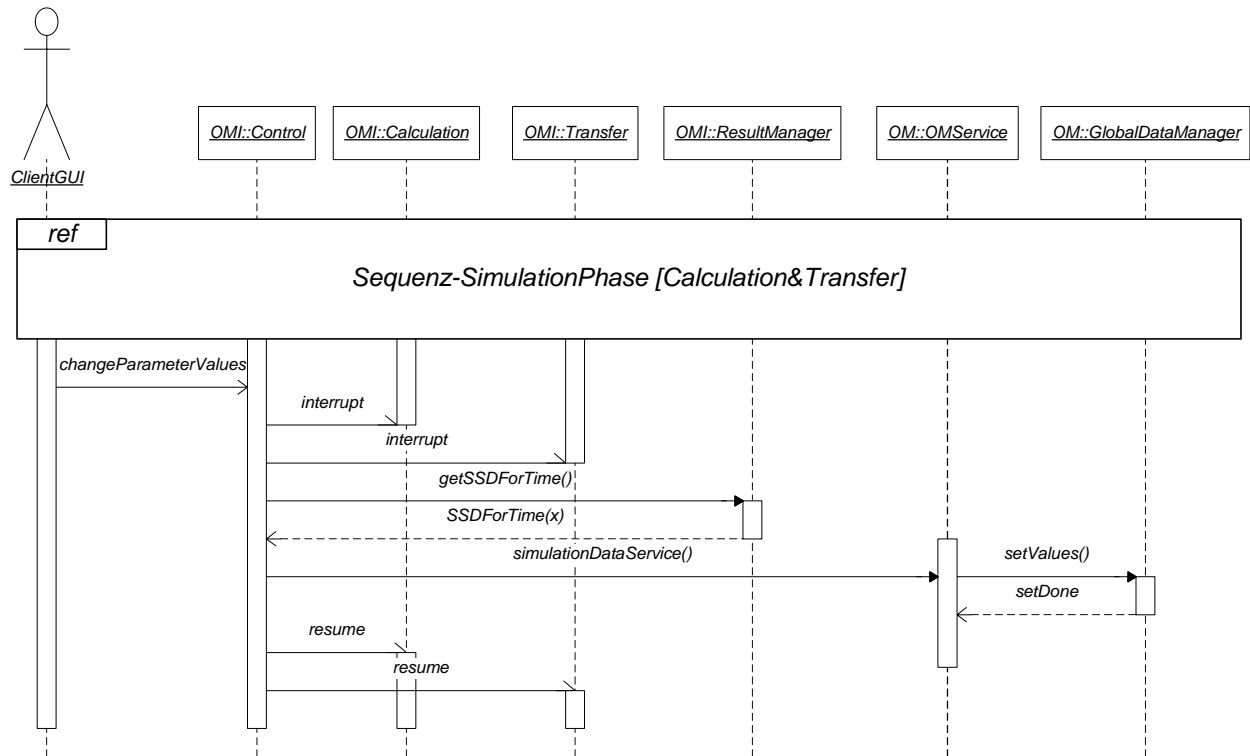 ClientGUI
OMI::Control
OMI::Calculation
OMI::Transfer
OMI::ResultManager
OM::OMService
OM::GlobalDataManager
ref
Sequenz-SimulationPhase [Calculation&Transfer]
changeParameterValues
interrupt
interrupt
getSSDForTime()
SSDForTime(x)
simulationDataService()
setValues()
setDone
resume
resume